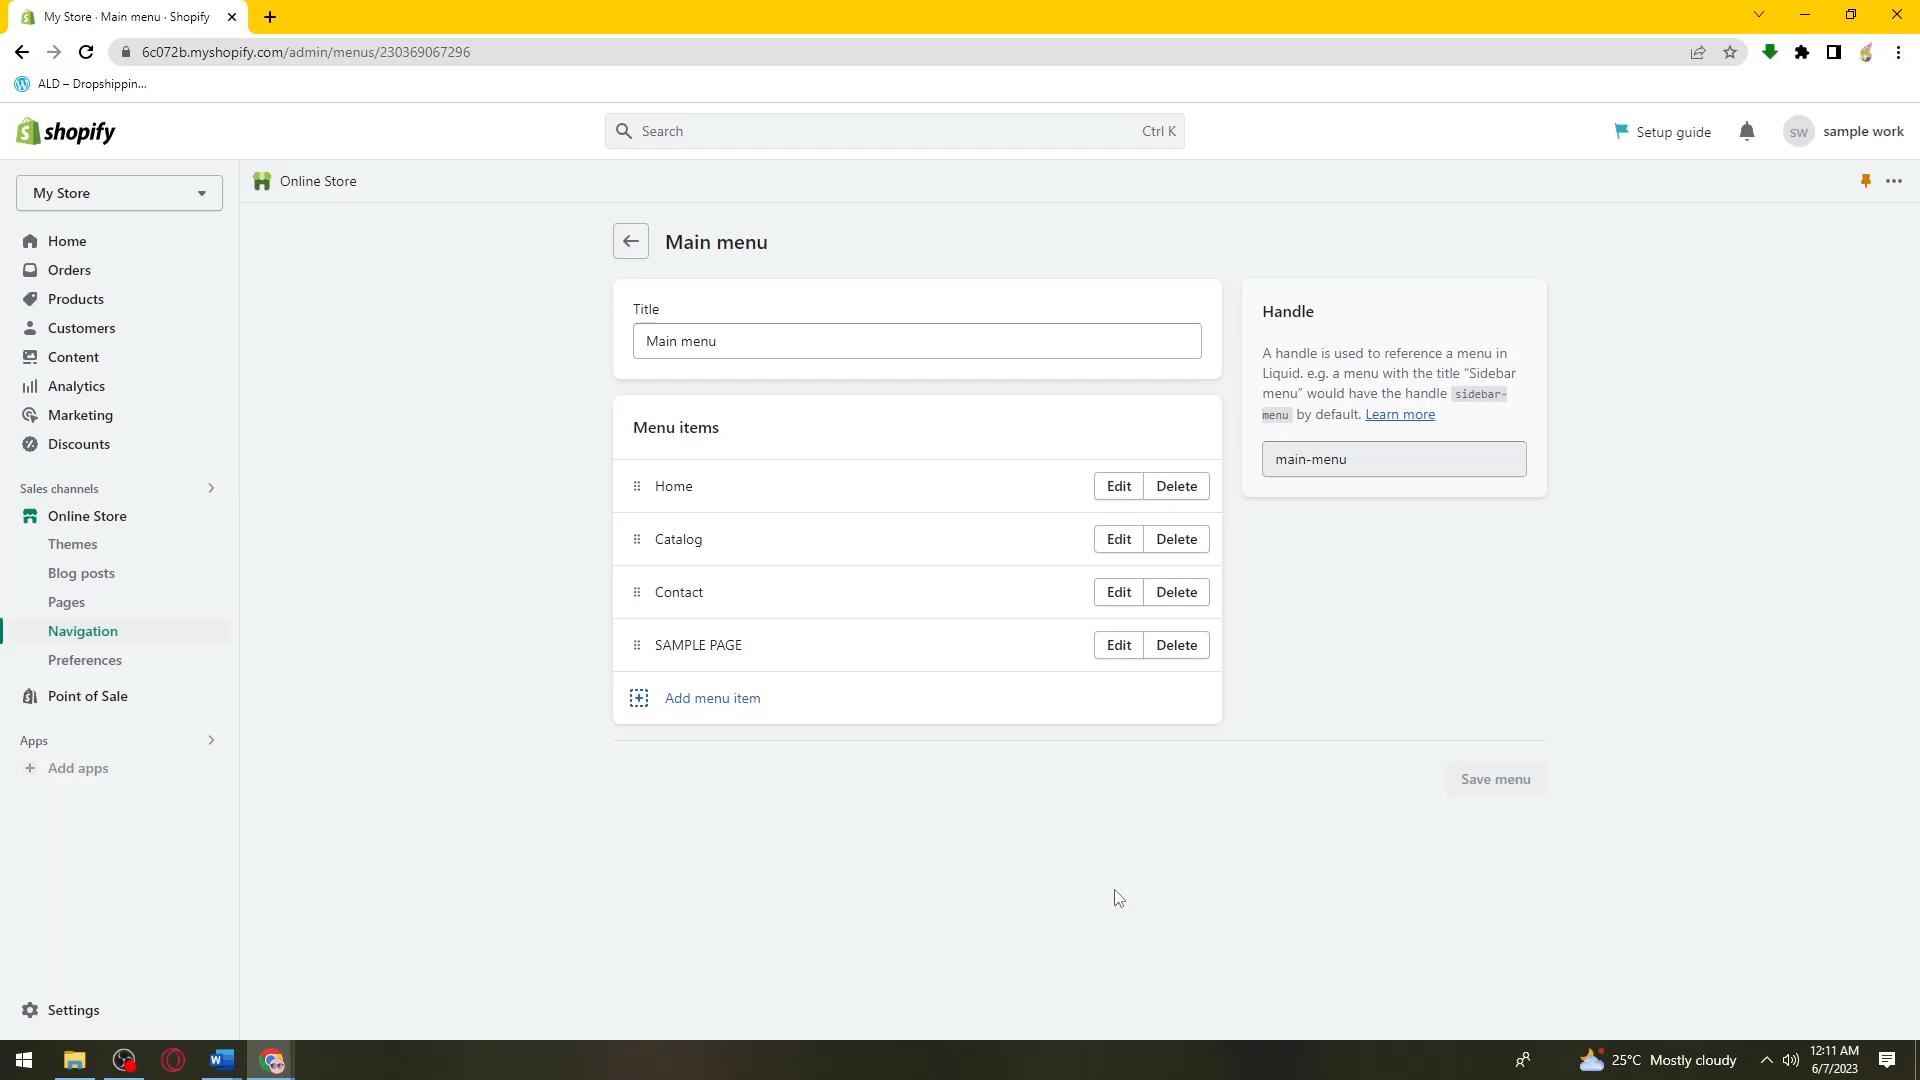 My Store · Main menu · Shopify
6c072b.myshopify.com/admin/menus/230369067296
ALD – Dropshippin...
shopify
Search
Ctrl K
Setup guide
SW
sample work
My Store
Online Store
Home
Orders
Products
Customers
Content
Analytics
Marketing
Discounts
Sales channels
Online Store
Themes
Blog posts
Pages
Navigation
Preferences
Point of Sale
Apps
Add apps
Settings
Main menu
Title
Main menu
Menu items
Home
Edit
Delete
Catalog
Edit
Delete
Contact
Edit
Delete
SAMPLE PAGE
Edit
Delete
Add menu item
Handle
A handle is used to reference a menu in
Liquid. e.g. a menu with the title “Sidebar
menu” would have the handle sidebar-
menu by default. Learn more
main-menu
Save menu
25°C Mostly cloudy
12:11 AM
6/7/2023